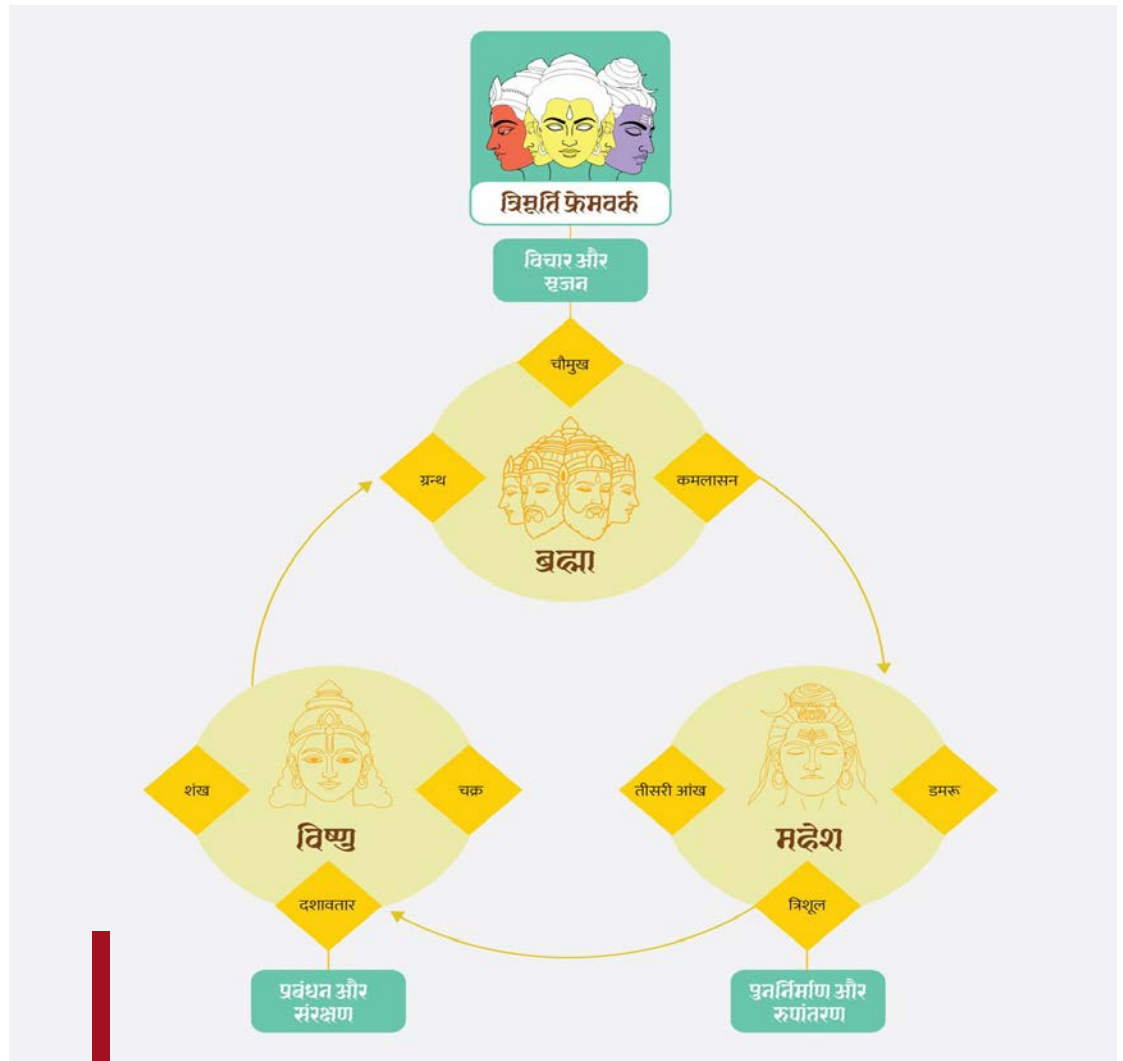 त्रिमूर्ति फ्रेमवर्क
विचार और
सृजन
चौमुख
ग्रन्थ
कमलासन
ब्रह्मा
शंख
चक्र
विष्णु
दशावतार
प्रबंधन और
संरक्षण
तीसरी आंख
डमरू
महेश
त्रिशूल
पुनर्निर्माण और
रुपांतरण